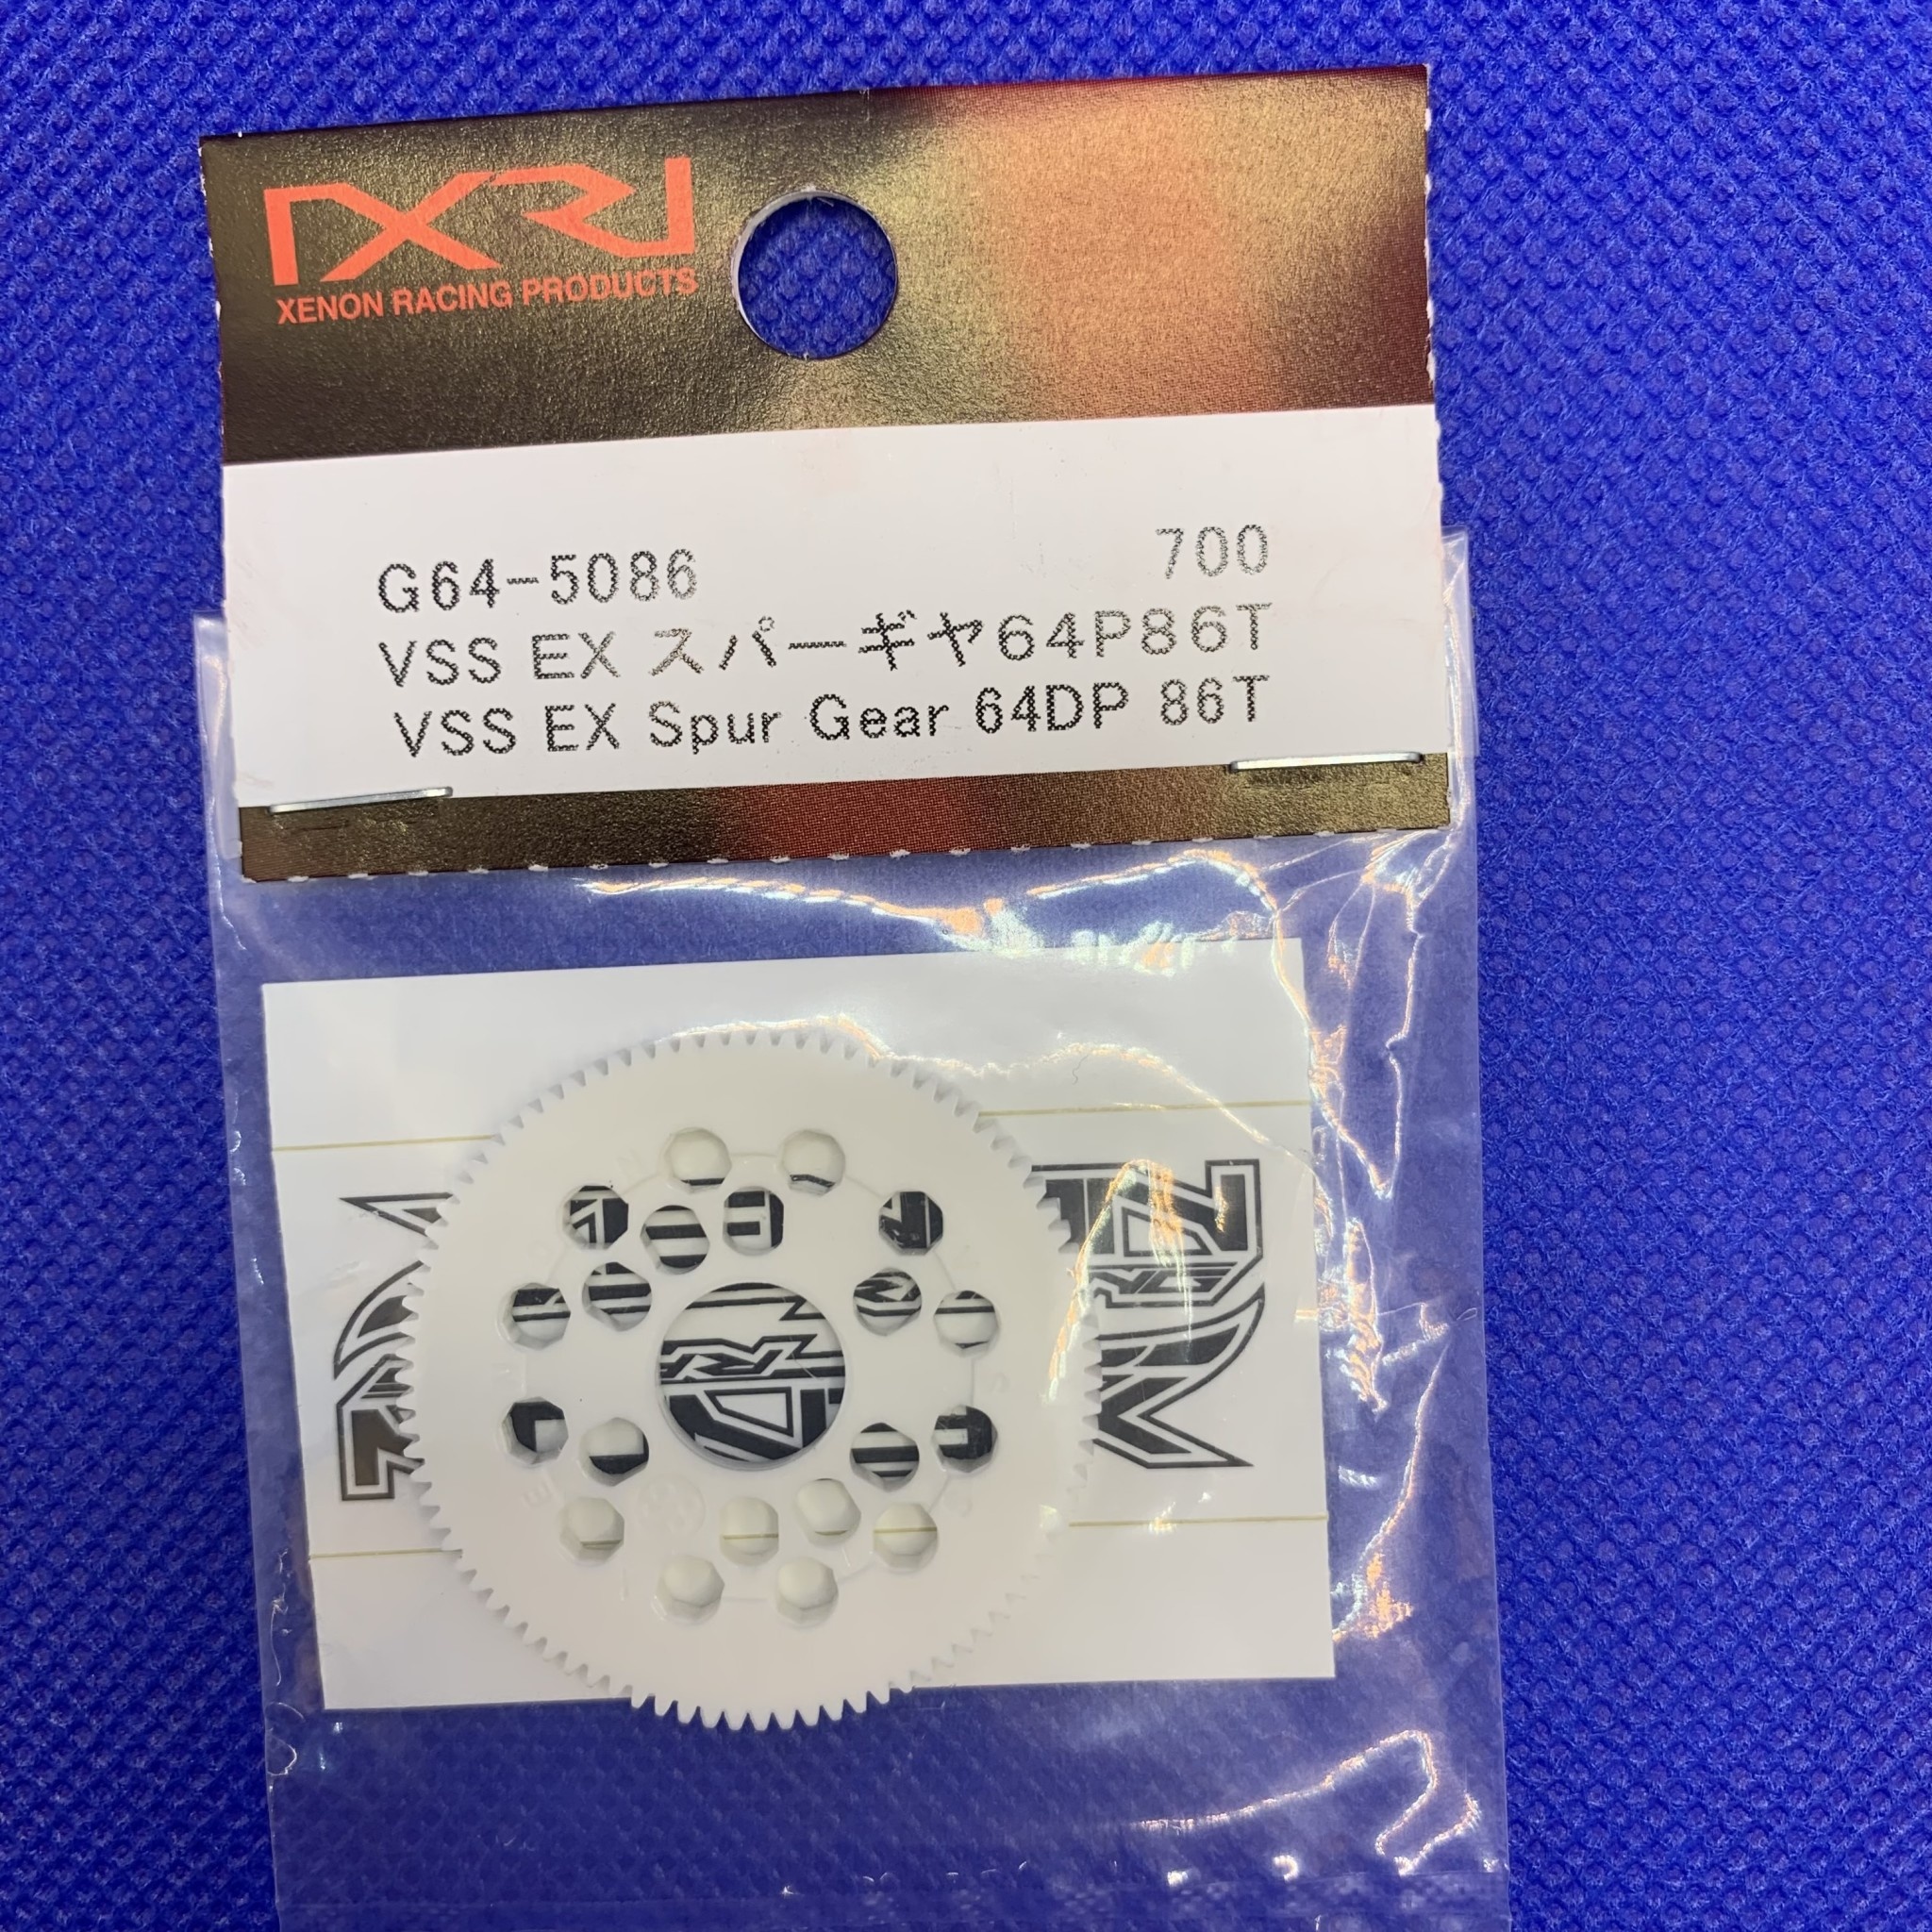 XRJ
XENON RACING PRODUCTS
G64-5086 700
VSS EX スパーギヤ64P86T
VSS EX Spur Gear 64DP 86T